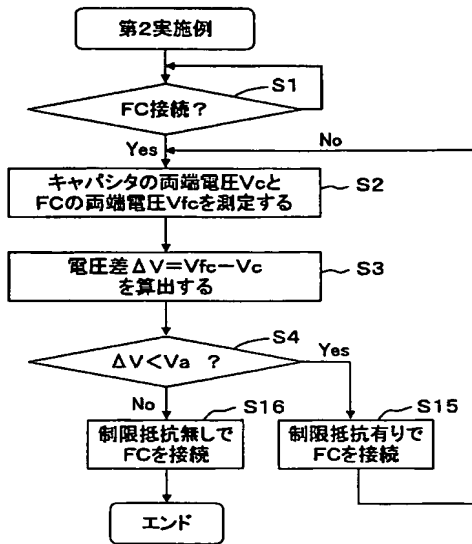 第2実施例
S1
FC接続？
Yes
No
キャパシタの両端電圧Vcと
FCの両端電圧Vfcを測定する
S2
電圧差ΔV＝Vfc－Vc
を算出する
S3
S4
ΔV＜Va ？
Yes
No
S16
S15
制限抵抗無しで
FCを接続
制限抵抗有りで
FCを接続
エンド